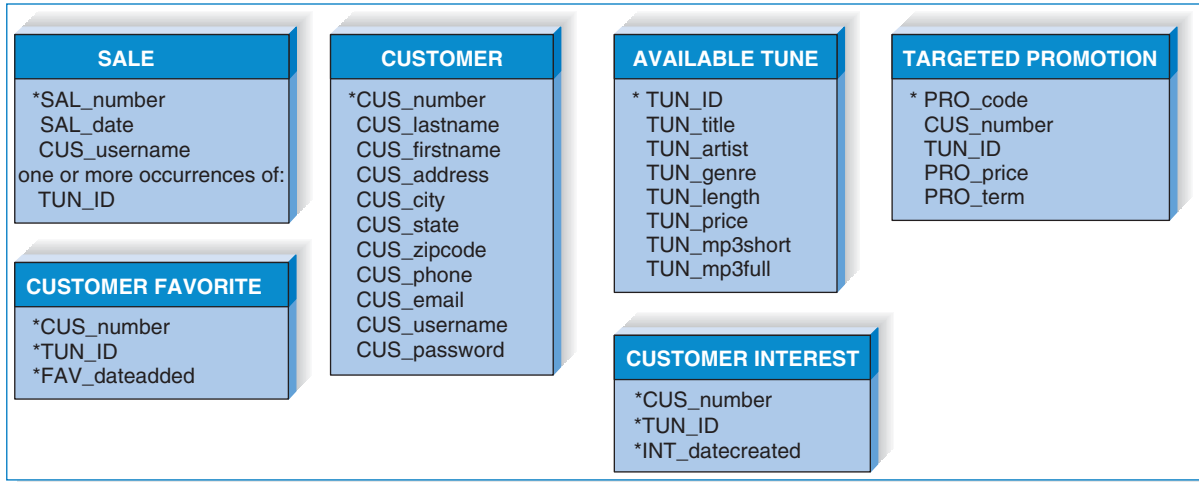 SALE
*SAL_number
SAL_date
CUS_username
one or more occurrences of:
TUN_ID
CUSTOMER
*CUS_number
CUS_lastname
CUS_firstname
CUS_address
CUS_city
CUS_state
CUS_zipcode
CUS_phone
CUS_email
CUS_username
CUS_password
AVAILABLE TUNE
* TUN_ID
TUN_title
TUN_artist
TUN_genre
TUN_length
TUN_price
TUN_mp3short
TUN_mp3full
TARGETED PROMOTION
* PRO_code
CUS_number
TUN_ID
PRO_price
PRO_term
CUSTOMER FAVORITE
*CUS_number
*TUN_ID
*FAV_dateadded
CUSTOMER INTEREST
*CUS_number
*TUN_ID
*INT_datecreated